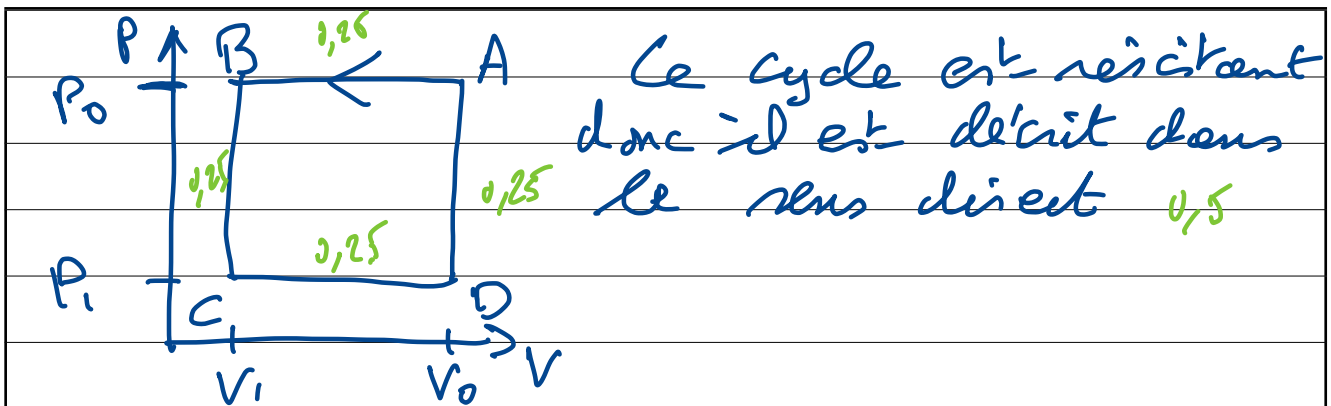 P B 0,25 A
P₀
Ce cycle est résistant
donc il est décrit dans
0,25 0,25 le sens direct 0,5
0,25
P₁
C D
V
V₁ V₀